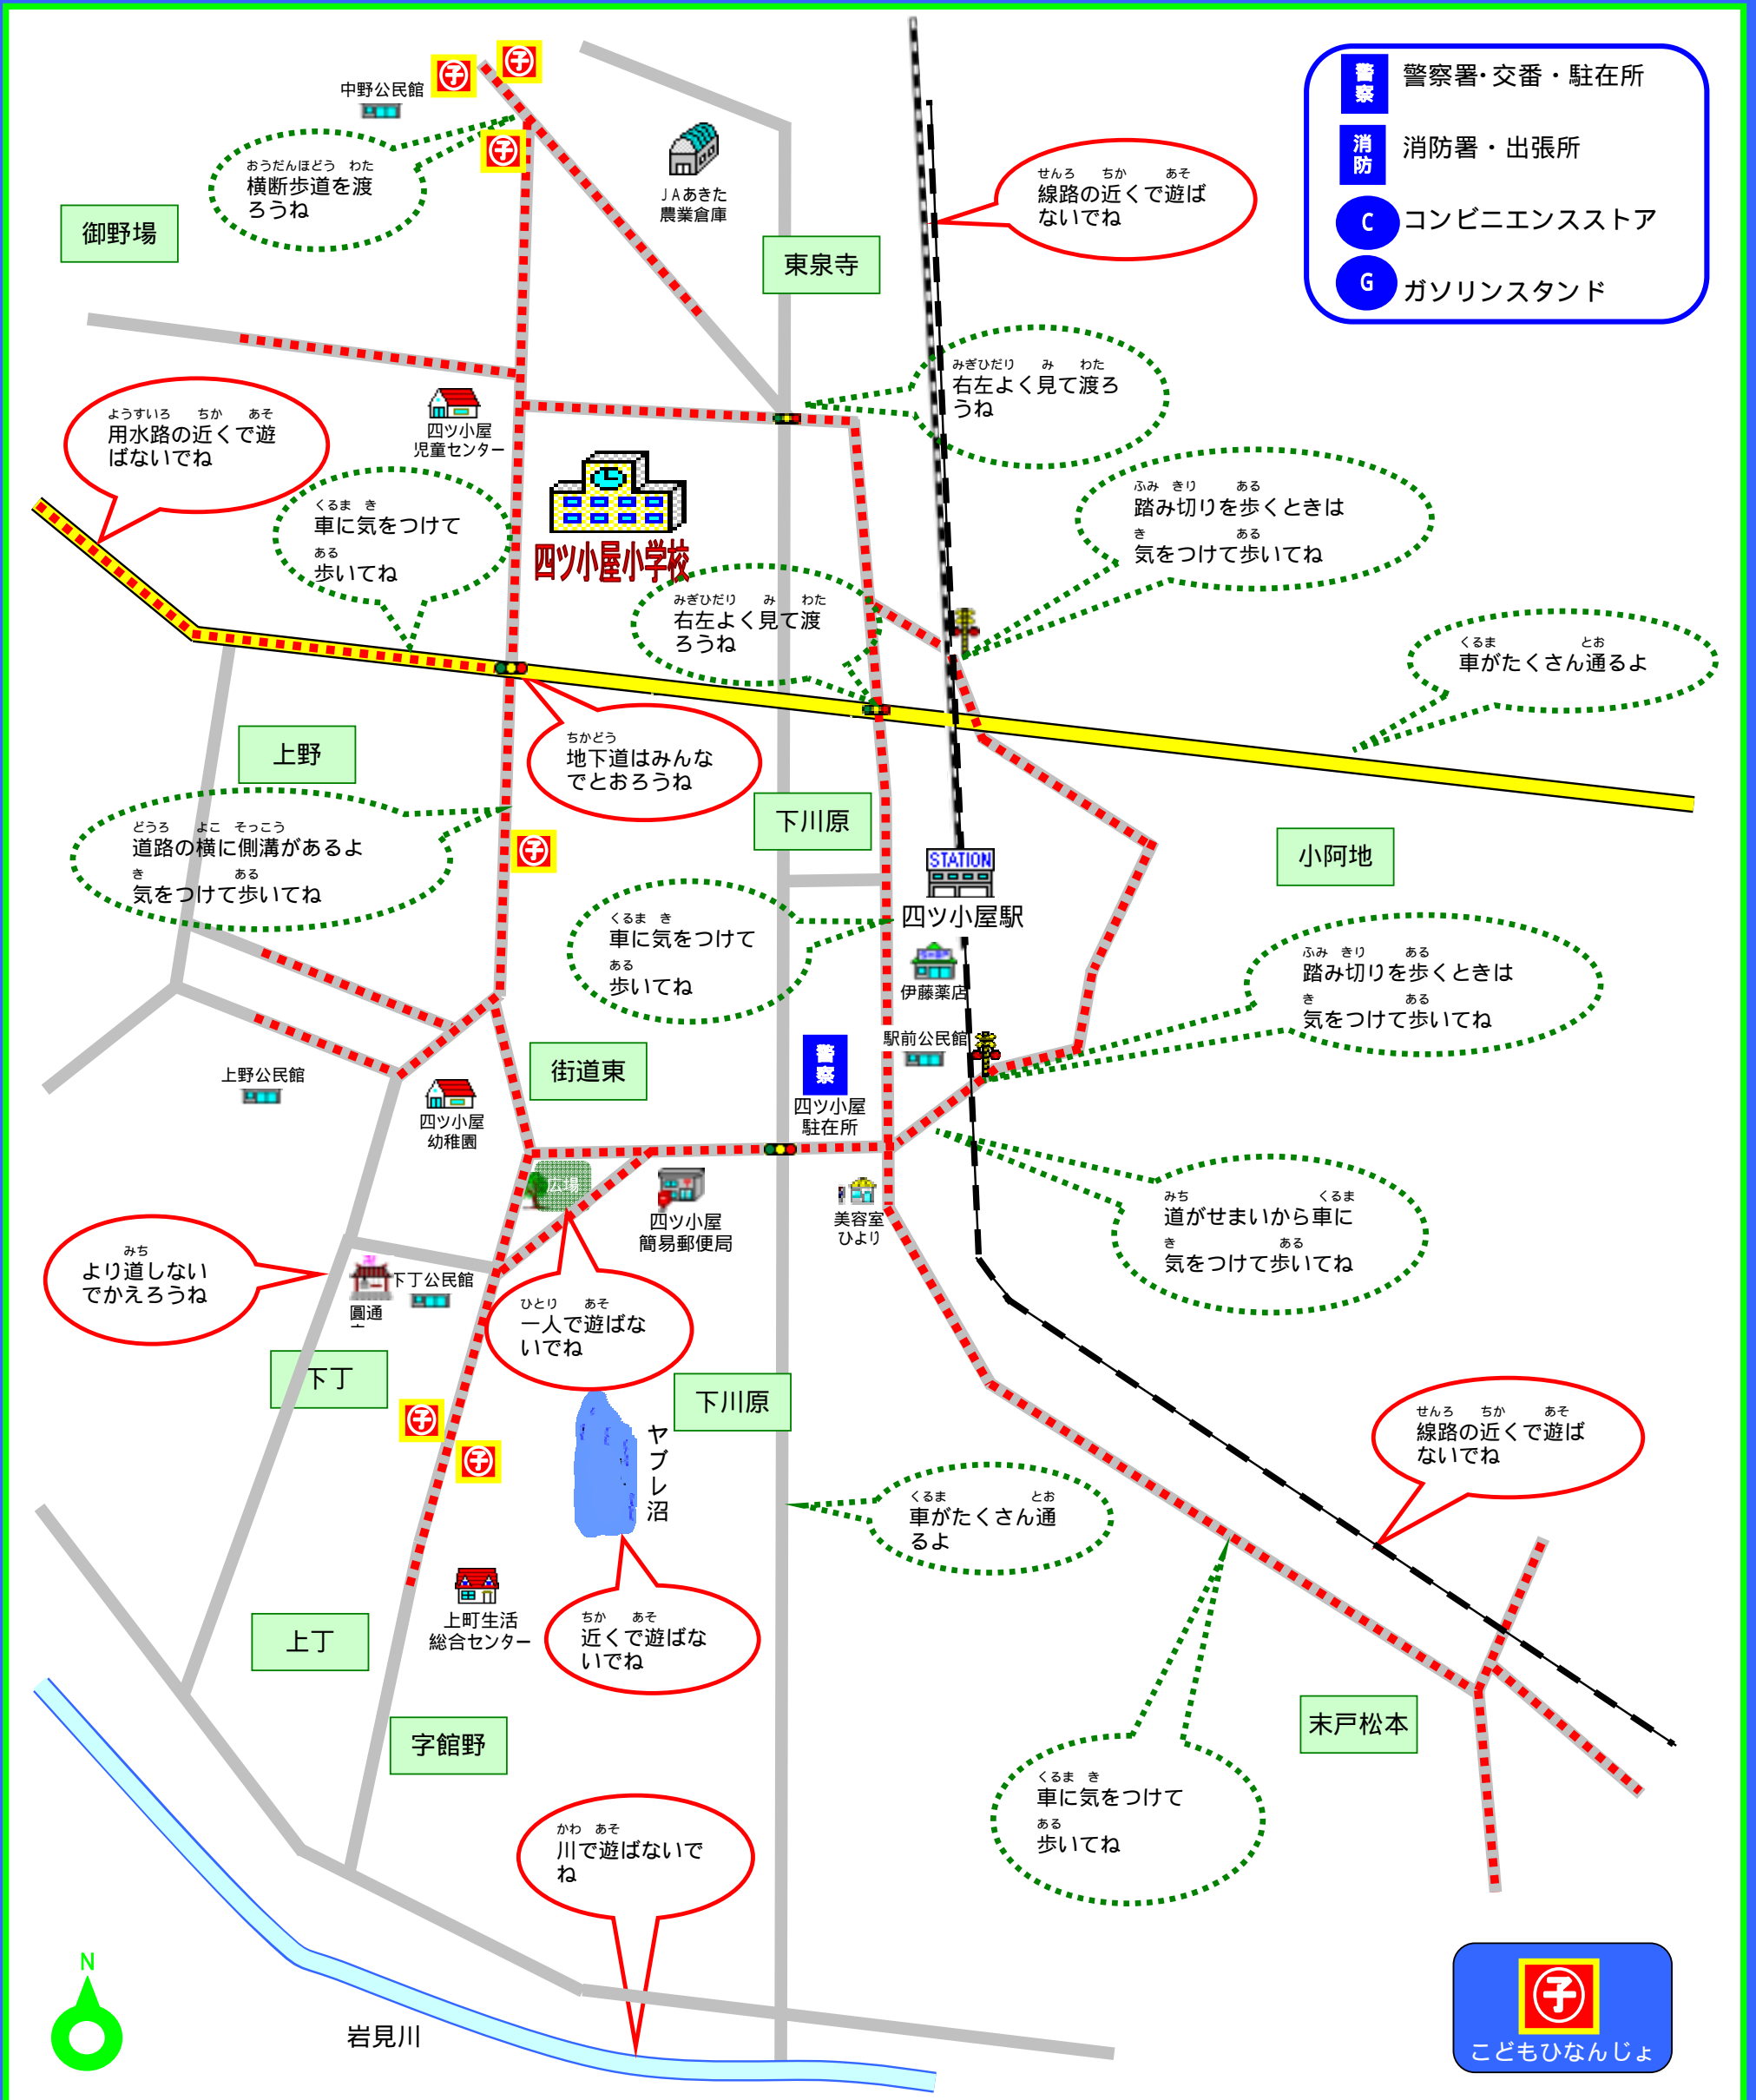 警察
警察署・交番・駐在所
消防
消防署・出張所
C
コンビニエンスストア
G
ガソリンスタンド
子
子
子
中野公民館
おうだんほどう わた
横断歩道を渡
ろうね
JAあきた
農業倉庫
せんろ ちか あそ
線路の近くで遊ば
ないでね
御野場
東泉寺
みぎひだり み わた
右左よく見て渡ろ
うね
ようすいろ ちか あそ
用水路の近くで遊
ばないでね
四ツ小屋
児童センター
くるま き
車に気をつけて
ある
歩いてね
四ツ小屋小学校
ふみ きり ある
踏み切りを歩くときは
き ある
気をつけて歩いてね
みぎひだり み わた
右左よく見て渡
ろうね
くるま とお
車がたくさん通るよ
上野
ちかどう
地下道はみんな
でとおろうね
下川原
小阿地
どうろ よこ そっこう
道路の横に側溝があるよ
き ある
気をつけて歩いてね
子
STATION
四ツ小屋駅
くるま き
車に気をつけて
ある
歩いてね
伊藤薬店
ふみ きり ある
踏み切りを歩くときは
き ある
気をつけて歩いてね
駅前公民館
街道東
警察
四ツ小屋
駐在所
上野公民館
四ツ小屋
幼稚園
広場
四ツ小屋
簡易郵便局
美容室
ひより
みち くるま
道がせまいから車に
き ある
気をつけて歩いてね
みち
より道しない
でかえろうね
圓通
下丁公民館
ひとり あそ
一人で遊ばな
いでね
下丁
下川原
子
子
ヤブレ沼
せんろ ちか あそ
線路の近くで遊ば
ないでね
くるま とお
車がたくさん通
るよ
上町生活
総合センター
ちか あそ
近くで遊ばな
いでね
上丁
字館野
末戸松本
くるま き
車に気をつけて
ある
歩いてね
かわ あそ
川で遊ばないで
ね
N
岩見川
子
こどもひなんじょ